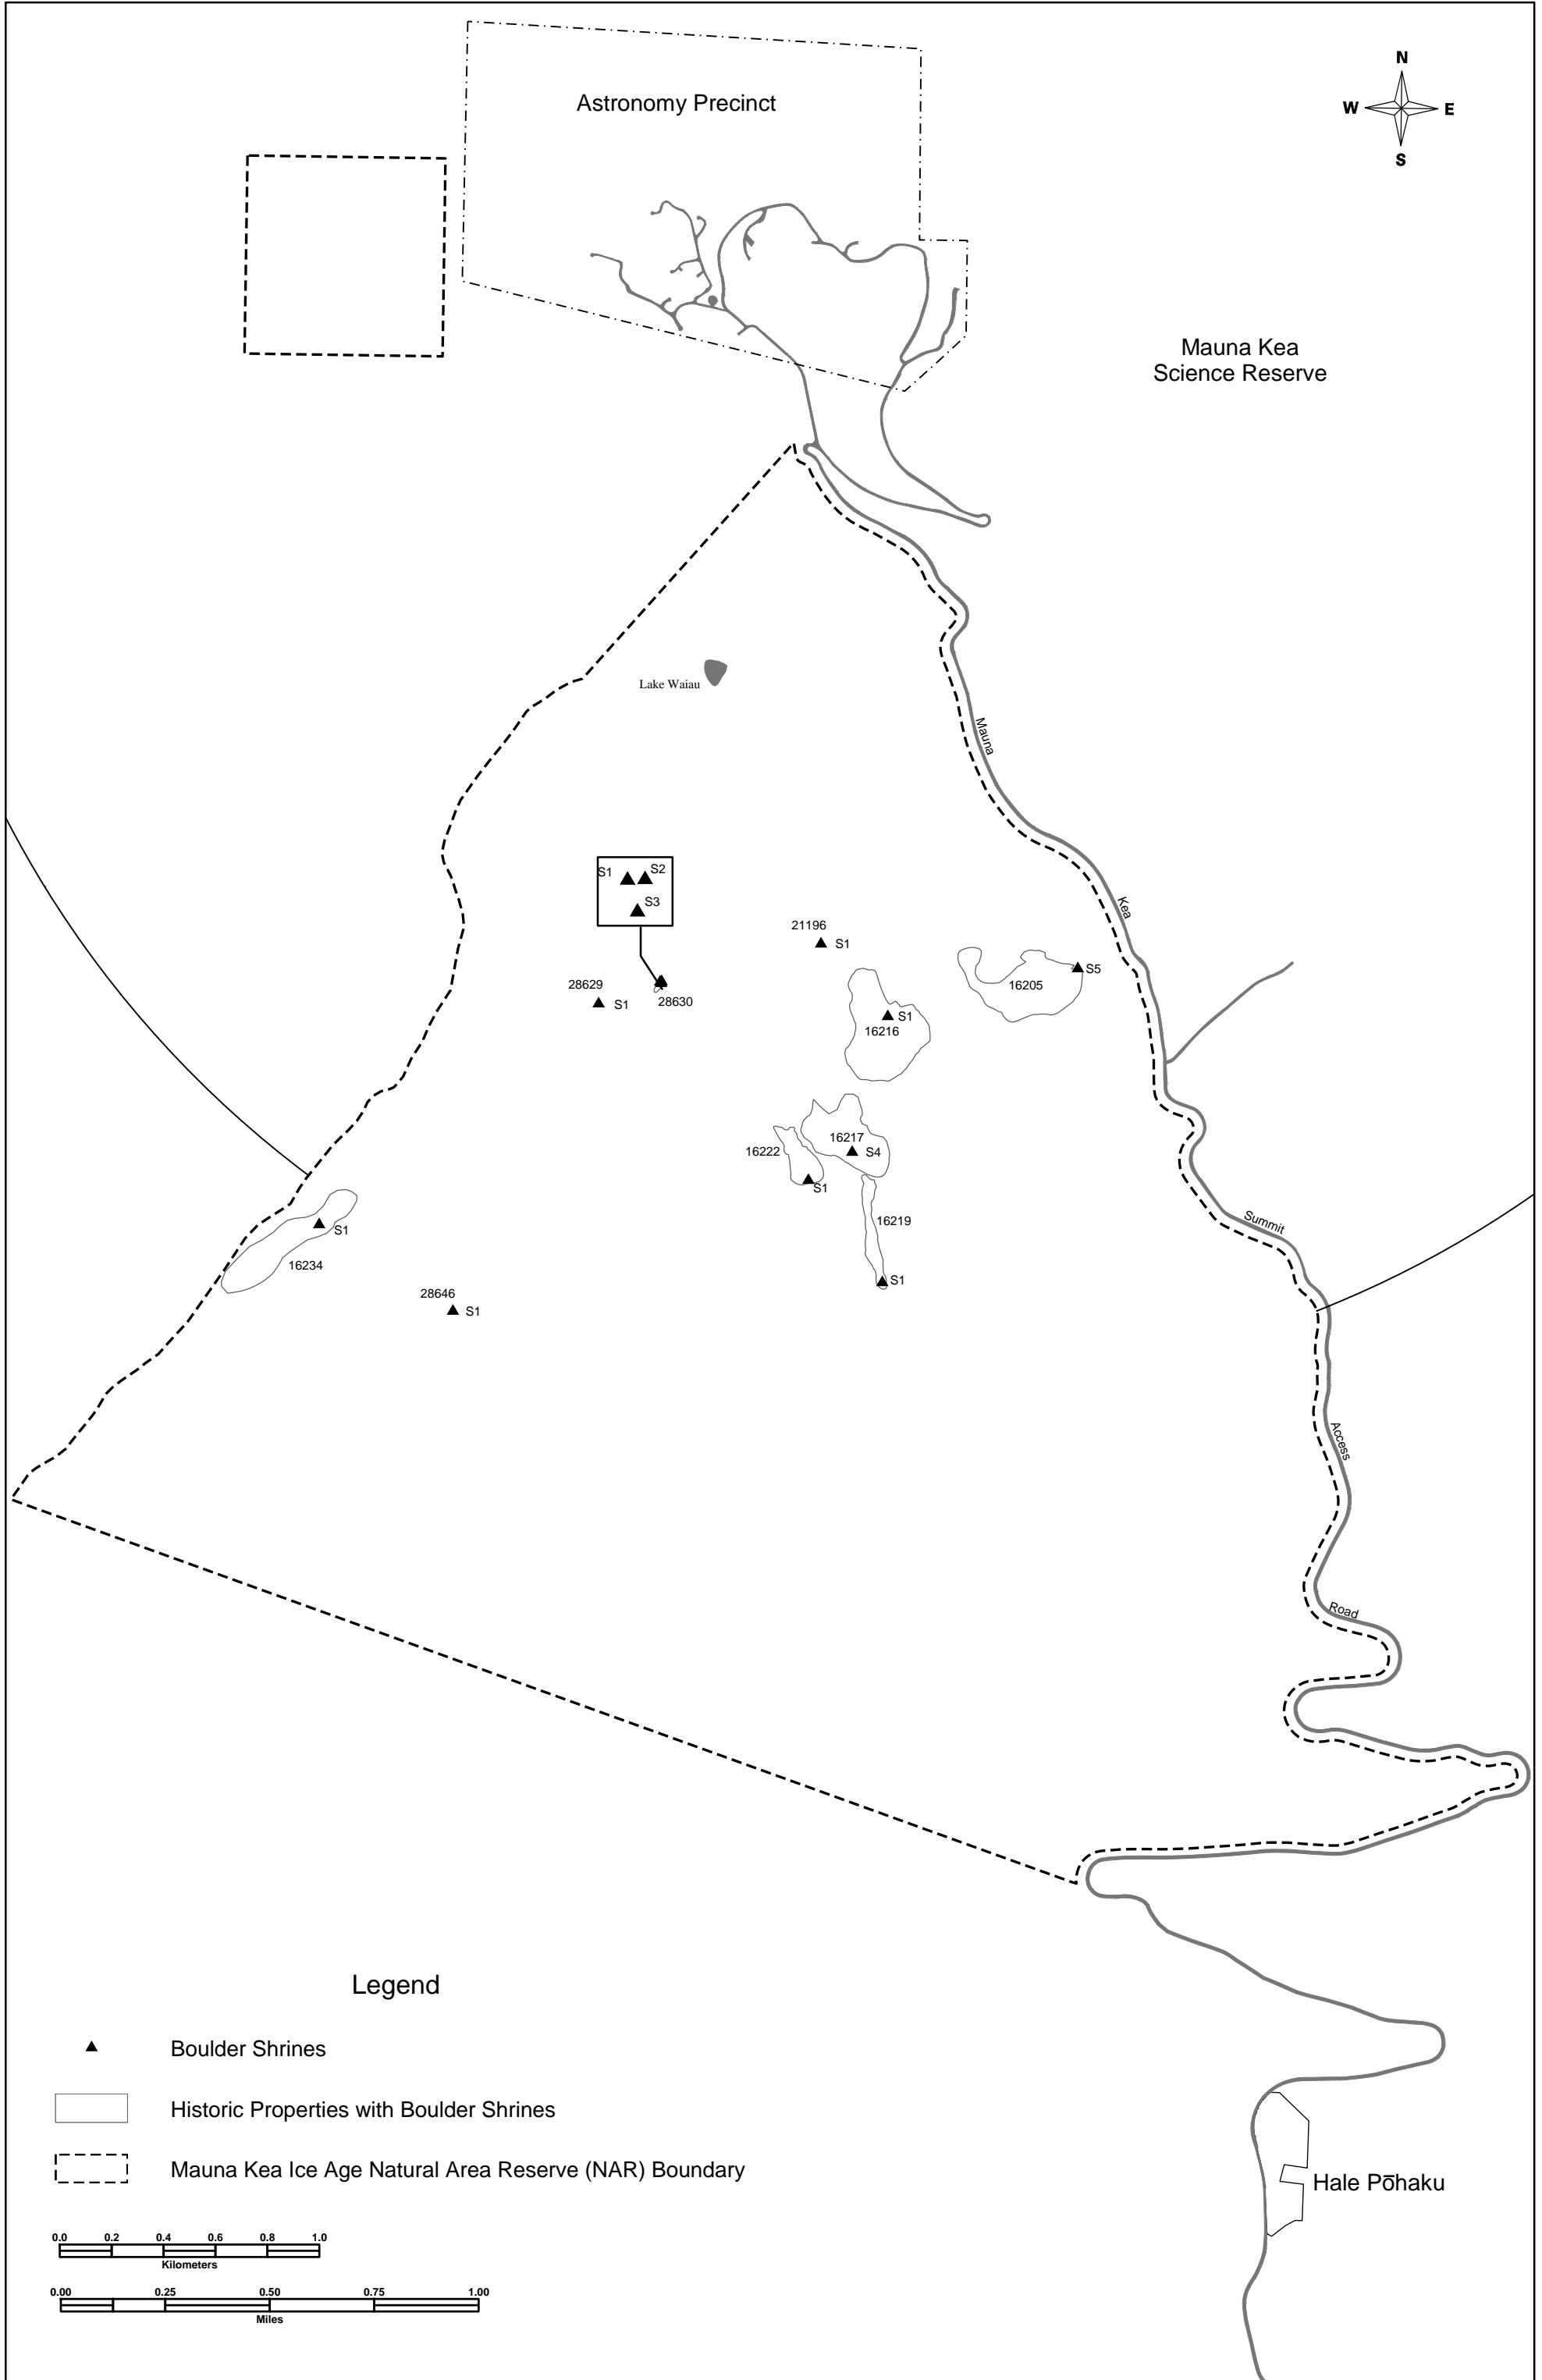 N
Astronomy Precinct
W E
S
Mauna Kea
Science Reserve
Lake Waiau
Mauna
S1 S2
S3
Kea
21196
S1
S5
28629
16205
S1
28630
S1
16216
16217
16222
S4
S1
16219
S1
16234
S1
Summit
28646
S1
Access
Road
Legend
Boulder Shrines
Historic Properties with Boulder Shrines
Mauna Kea Ice Age Natural Area Reserve (NAR) Boundary
Hale Pōhaku
0.0 0.2 0.4 0.6 0.8 1.0
Kilometers
0.00 0.25 0.50 0.75 1.00
Miles